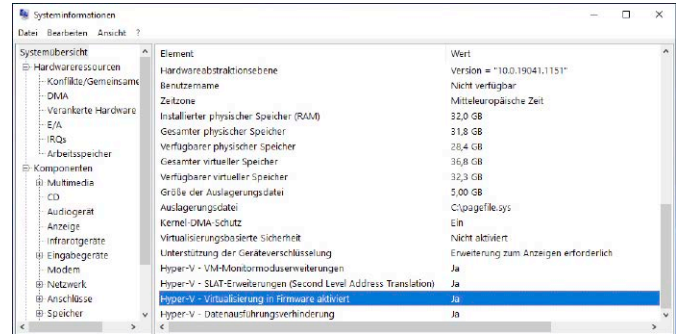 Systeminformationen
Datei Bearbeiten Ansicht ?
Systemübersicht
Hardwareressourcen
Konflikte/Gemeinsame
DMA
Verankerte Hardware
E/A
IRQs
Arbeitsspeicher
Komponenten
Multimedia
CD
Audiogerät
Anzeige
Infrarotgeräte
Eingabegeräte
Modem
Netzwerk
Anschlüsse
Speicher
Element Wert
Hardwareabstraktionsebene Version = "10.0.19041.1151"
Benutzername Nicht verfügbar
Zeitzone Mitteleuropäische Zeit
Installierter physischer Speicher (RAM) 32,0 GB
Gesamter physischer Speicher 31,8 GB
Verfügbarer physischer Speicher 28,4 GB
Gesamter virtueller Speicher 36,8 GB
Verfügbarer virtueller Speicher 32,3 GB
Größe der Auslagerungsdatei 5,00 GB
Auslagerungsdatei C:\pagefile.sys
Kernel-DMA-Schutz Ein
Virtualisierungsbasierte Sicherheit Nicht aktiviert
Unterstützung der Geräteverschlüsselung Erweiterung zum Anzeigen erforderlich
Hyper-V - VM-Monitormoduserweiterungen Ja
Hyper-V - SLAT-Erweiterungen (Second Level Address Translation) Ja
Hyper-V - Virtualisierung in Firmware aktiviert Ja
Hyper-V - Datenausführungsverhinderung Ja